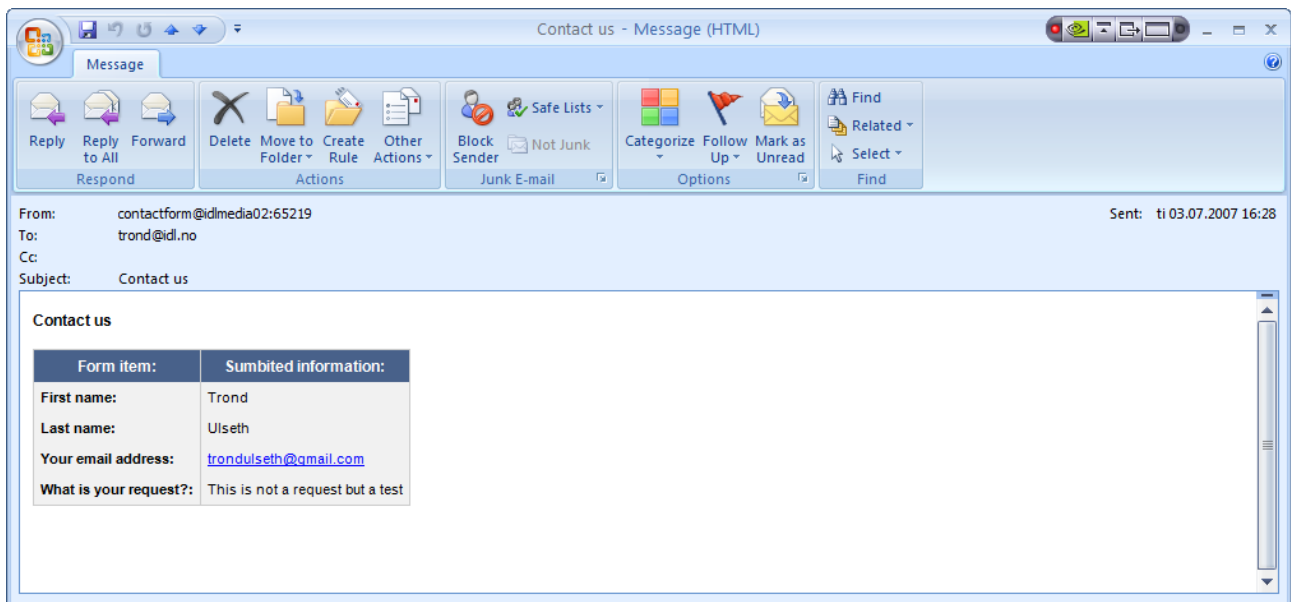 Contact us - Message (HTML)
Message
Reply Reply to All Forward
Respond
Delete Move to Folder Create Rule Other Actions
Actions
Block Sender Safe Lists Not Junk
Junk E-mail
Categorize Follow Up Mark as Unread
Options
Find
Related
Select
Find
From: contactform@idlmedia02:65219 Sent: ti 03.07.2007 16:28
To: trond@idl.no
Cc:
Subject: Contact us
Contact us
Form item: Sumbited information:
First name: Trond
Last name: Ulseth
Your email address: trondulseth@gmail.com
What is your request?: This is not a request but a test